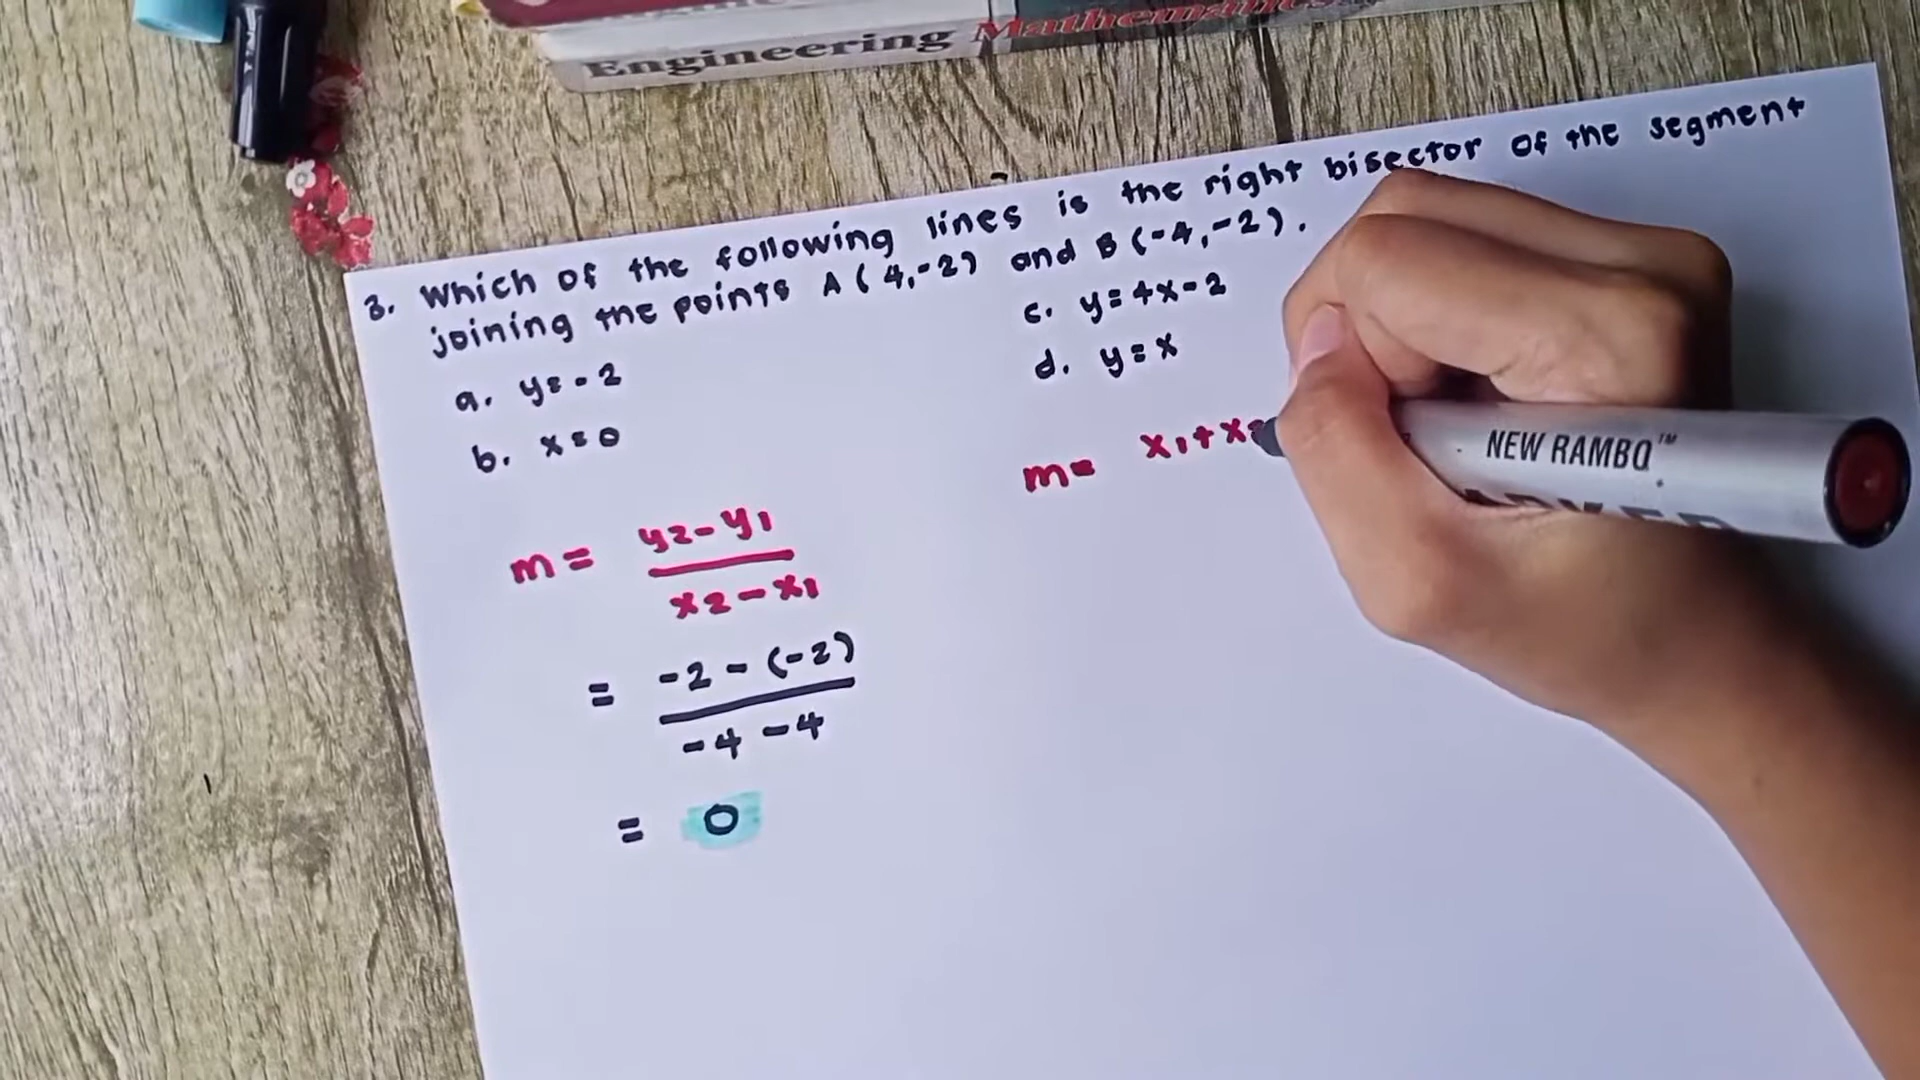 Engineering Mathematics
3. Which of the following lines is the right bisector of the segment
joining the points A(4,-2) and B(-4,-2).
a. y=-2
b. x=0
c. y=4x-2
d. y=x
m= y2-y1
x2-x1
= -2-(-2)
-4-4
= 0
m= x1+x2
NEW RAMBO™